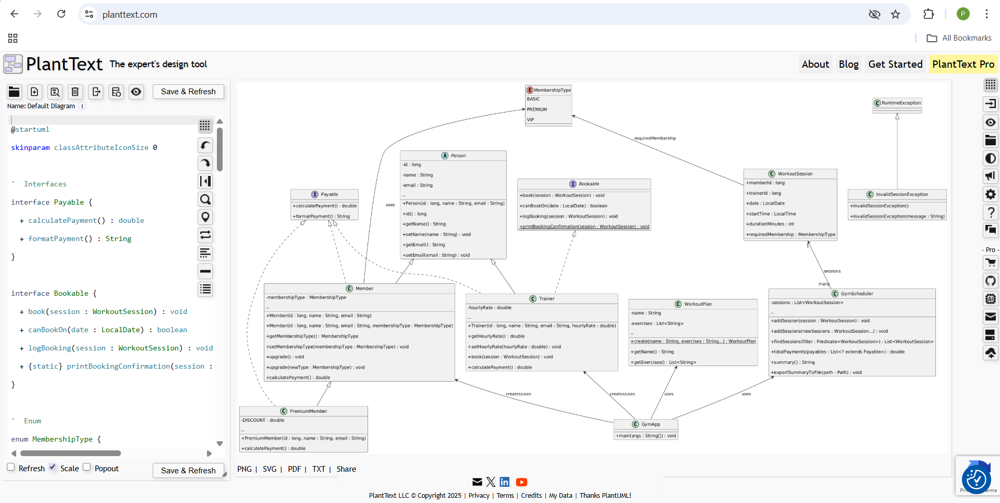 planttext.com
P
All Bookmarks
PlantText The expert's design tool
About Blog Get Started PlantText Pro
Save & Refresh
Name: Default Diagram i
@startuml
skinparam classAttributeIconSize 0
' Interfaces
interface Payable {
+ calculatePayment() : double
+ formatPayment() : String
}
interface Bookable {
+ book(session : WorkoutSession) : void
+ canBookOn(date : LocalDate) : boolean
+ logBooking(session : WorkoutSession) : void
+ {static} printBookingConfirmation(session :
}
' Enum
enum MembershipType {
Refresh Scale Popout
Save & Refresh
E MembershipType
BASIC
PREMIUM
VIP
C RuntimeException
requiredMembership
uses
A Person
-id : long
-name : String
-email : String
--
+Person(id : long, name : String, email : String)
+id() : long
+getName() : String
+setName(name : String) : void
+getEmail() : String
+setEmail(email : String) : void
I Payable
+calculatePayment() : double
+formatPayment() : String
I Bookable
+book(session : WorkoutSession) : void
+canBookOn(date : LocalDate) : boolean
+logBooking(session : WorkoutSession) : void
+printBookingConfirmation(session : WorkoutSession) : void
C WorkoutSession
+memberId : long
+trainerId : long
+date : LocalDate
+startTime : LocalTime
+durationMinutes : int
+requiredMembership : MembershipType
C InvalidSessionException
+InvalidSessionException()
+InvalidSessionException(message : String)
1
sessions
many
C Member
-membershipType : MembershipType
--
+Member(id : long, name : String, email : String)
+Member(id : long, name : String, email : String, membershipType : MembershipType)
+getMembershipType() : MembershipType
+setMembershipType(membershipType : MembershipType) : void
+upgrade() : void
+upgrade(newType : MembershipType) : void
+calculatePayment() : double
C Trainer
-hourlyRate : double
--
+Trainer(id : long, name : String, email : String, hourlyRate : double)
+getHourlyRate() : double
+setHourlyRate(hourlyRate : double) : void
+book(session : WorkoutSession) : void
+calculatePayment() : double
C WorkoutPlan
-name : String
-exercises : List<String>
--
+create(name : String, exercises : String...) : WorkoutPlan
+getName() : String
+getExercises() : List<String>
C GymScheduler
-sessions : List<WorkoutSession>
--
+addSession(session : WorkoutSession) : void
+addSessions(newSessions : WorkoutSession...) : void
+findSessions(filter : Predicate<WorkoutSession>) : List<WorkoutSession>
+totalPayments(payables : List<? extends Payable>) : double
+summary() : String
+exportSummaryToFile(path : Path) : void
creates/uses
creates/uses
uses
uses
C PremiumMember
-DISCOUNT : double
--
+PremiumMember(id : long, name : String, email : String)
+calculatePayment() : double
C GymApp
+main(args : String[]) : void
- Pro -
AI
PNG | SVG | PDF | TXT | Share
PlantText LLC © Copyright 2025 | Privacy | Terms | Credits | My Data | Thanks PlantUML!